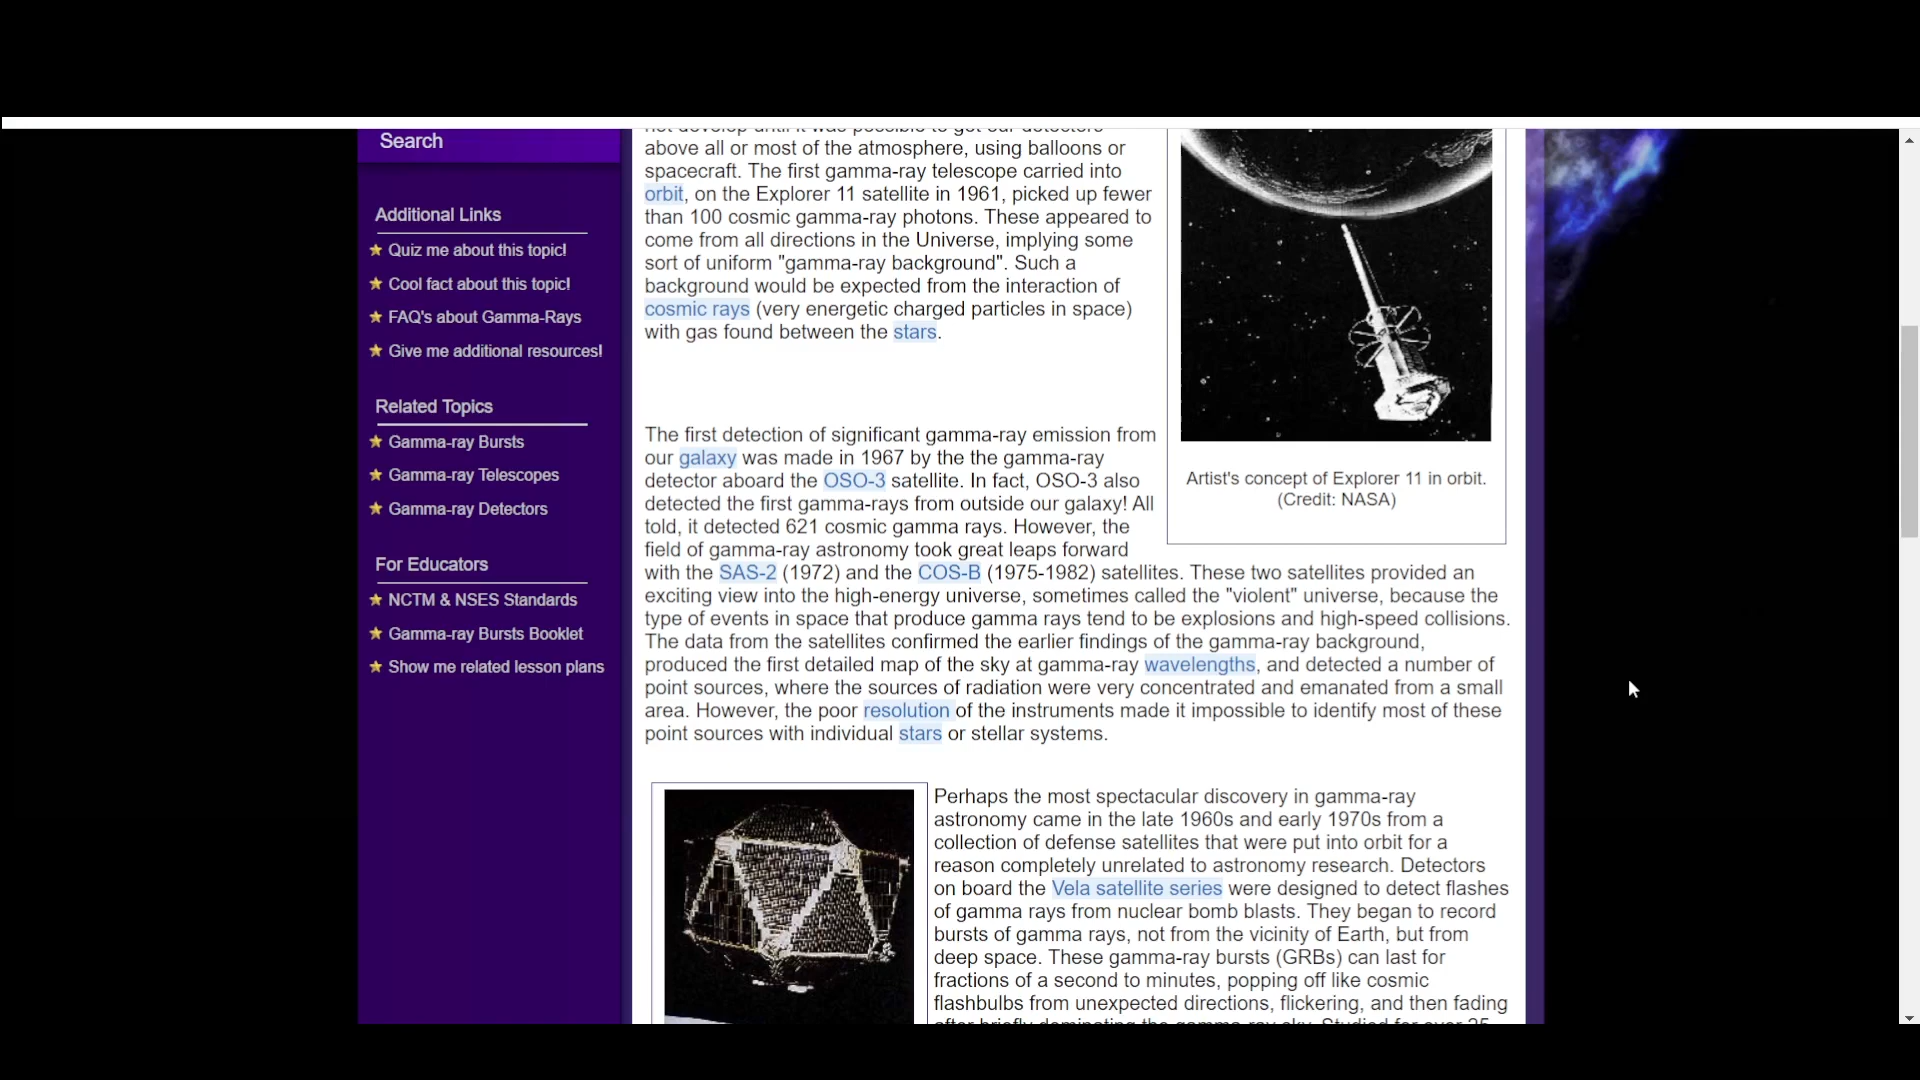 Search
Additional Links
Quiz me about this topic!
Cool fact about this topic!
FAQ's about Gamma-Rays
Give me additional resources!
Related Topics
Gamma-ray Bursts
Gamma-ray Telescopes
Gamma-ray Detectors
For Educators
NCTM & NSES Standards
Gamma-ray Bursts Booklet
Show me related lesson plans
not develop until it was possible to get our detectors
above all or most of the atmosphere, using balloons or
spacecraft. The first gamma-ray telescope carried into
orbit, on the Explorer 11 satellite in 1961, picked up fewer
than 100 cosmic gamma-ray photons. These appeared to
come from all directions in the Universe, implying some
sort of uniform "gamma-ray background". Such a
background would be expected from the interaction of
cosmic rays (very energetic charged particles in space)
with gas found between the stars.
Artist's concept of Explorer 11 in orbit.
(Credit: NASA)
The first detection of significant gamma-ray emission from
our galaxy was made in 1967 by the the gamma-ray
detector aboard the OSO-3 satellite. In fact, OSO-3 also
detected the first gamma-rays from outside our galaxy! All
told, it detected 621 cosmic gamma rays. However, the
field of gamma-ray astronomy took great leaps forward
with the SAS-2 (1972) and the COS-B (1975-1982) satellites. These two satellites provided an
exciting view into the high-energy universe, sometimes called the "violent" universe, because the
type of events in space that produce gamma rays tend to be explosions and high-speed collisions.
The data from the satellites confirmed the earlier findings of the gamma-ray background,
produced the first detailed map of the sky at gamma-ray wavelengths, and detected a number of
point sources, where the sources of radiation were very concentrated and emanated from a small
area. However, the poor resolution of the instruments made it impossible to identify most of these
point sources with individual stars or stellar systems.
Perhaps the most spectacular discovery in gamma-ray
astronomy came in the late 1960s and early 1970s from a
collection of defense satellites that were put into orbit for a
reason completely unrelated to astronomy research. Detectors
on board the Vela satellite series were designed to detect flashes
of gamma rays from nuclear bomb blasts. They began to record
bursts of gamma rays, not from the vicinity of Earth, but from
deep space. These gamma-ray bursts (GRBs) can last for
fractions of a second to minutes, popping off like cosmic
flashbulbs from unexpected directions, flickering, and then fading
after briefly dominating the gamma-ray sky. Studied for over 25